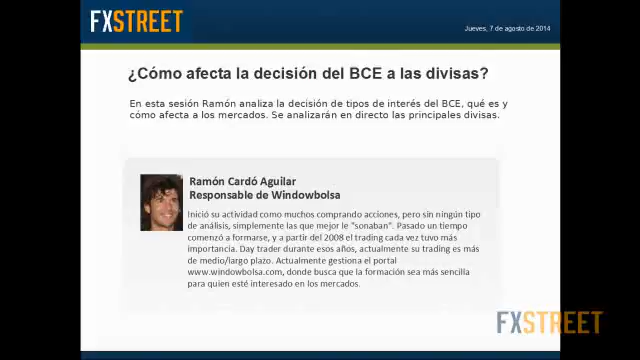 FXSTREET
Jueves, 7 de agosto de 2014
¿Cómo afecta la decisión del BCE a las divisas?
En esta sesión Ramón analiza la decisión de tipos de interés del BCE, qué es y
cómo afecta a los mercados. Se analizarán en directo las principales divisas.
Ramón Cardó Aguilar
Responsable de Windowbolsa
Inició su actividad como muchos comprando acciones, pero sin ningún tipo
de análisis, simplemente las que mejor le "sonaban". Pasado un tiempo
comenzó a formarse, y a partir del 2008 el trading cada vez tuvo más
importancia. Day trader durante esos años, actualmente su trading es más
de medio/largo plazo. Actualmente gestiona el portal
www.windowbolsa.com, donde busca que la formación sea más sencilla
para quien esté interesado en los mercados.
FXSTREET